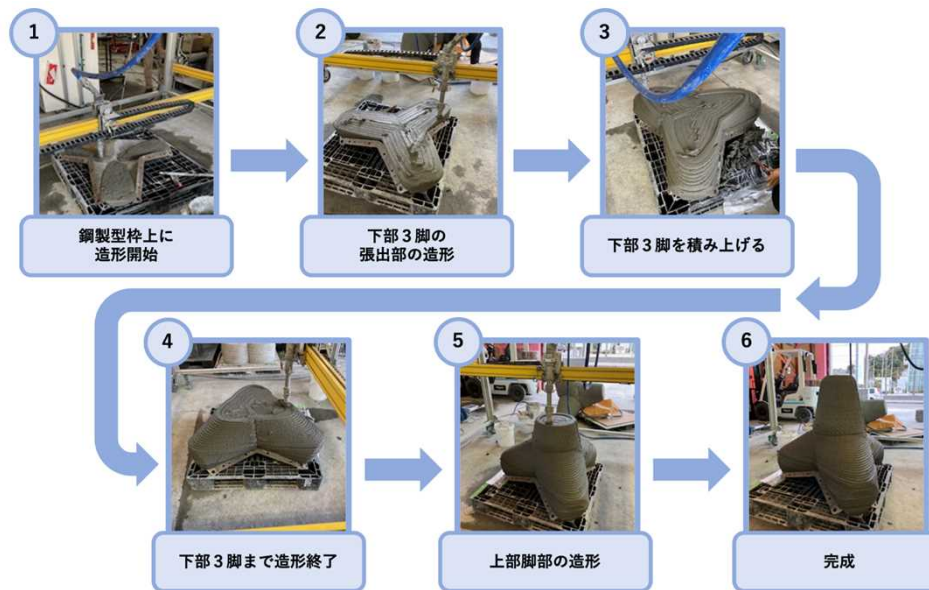 1
2
3
鋼製型枠上に
造形開始
下部３脚の
張出部の造形
下部３脚を積み上げる
4
5
6
下部３脚まで造形終了
上部脚部の造形
完成